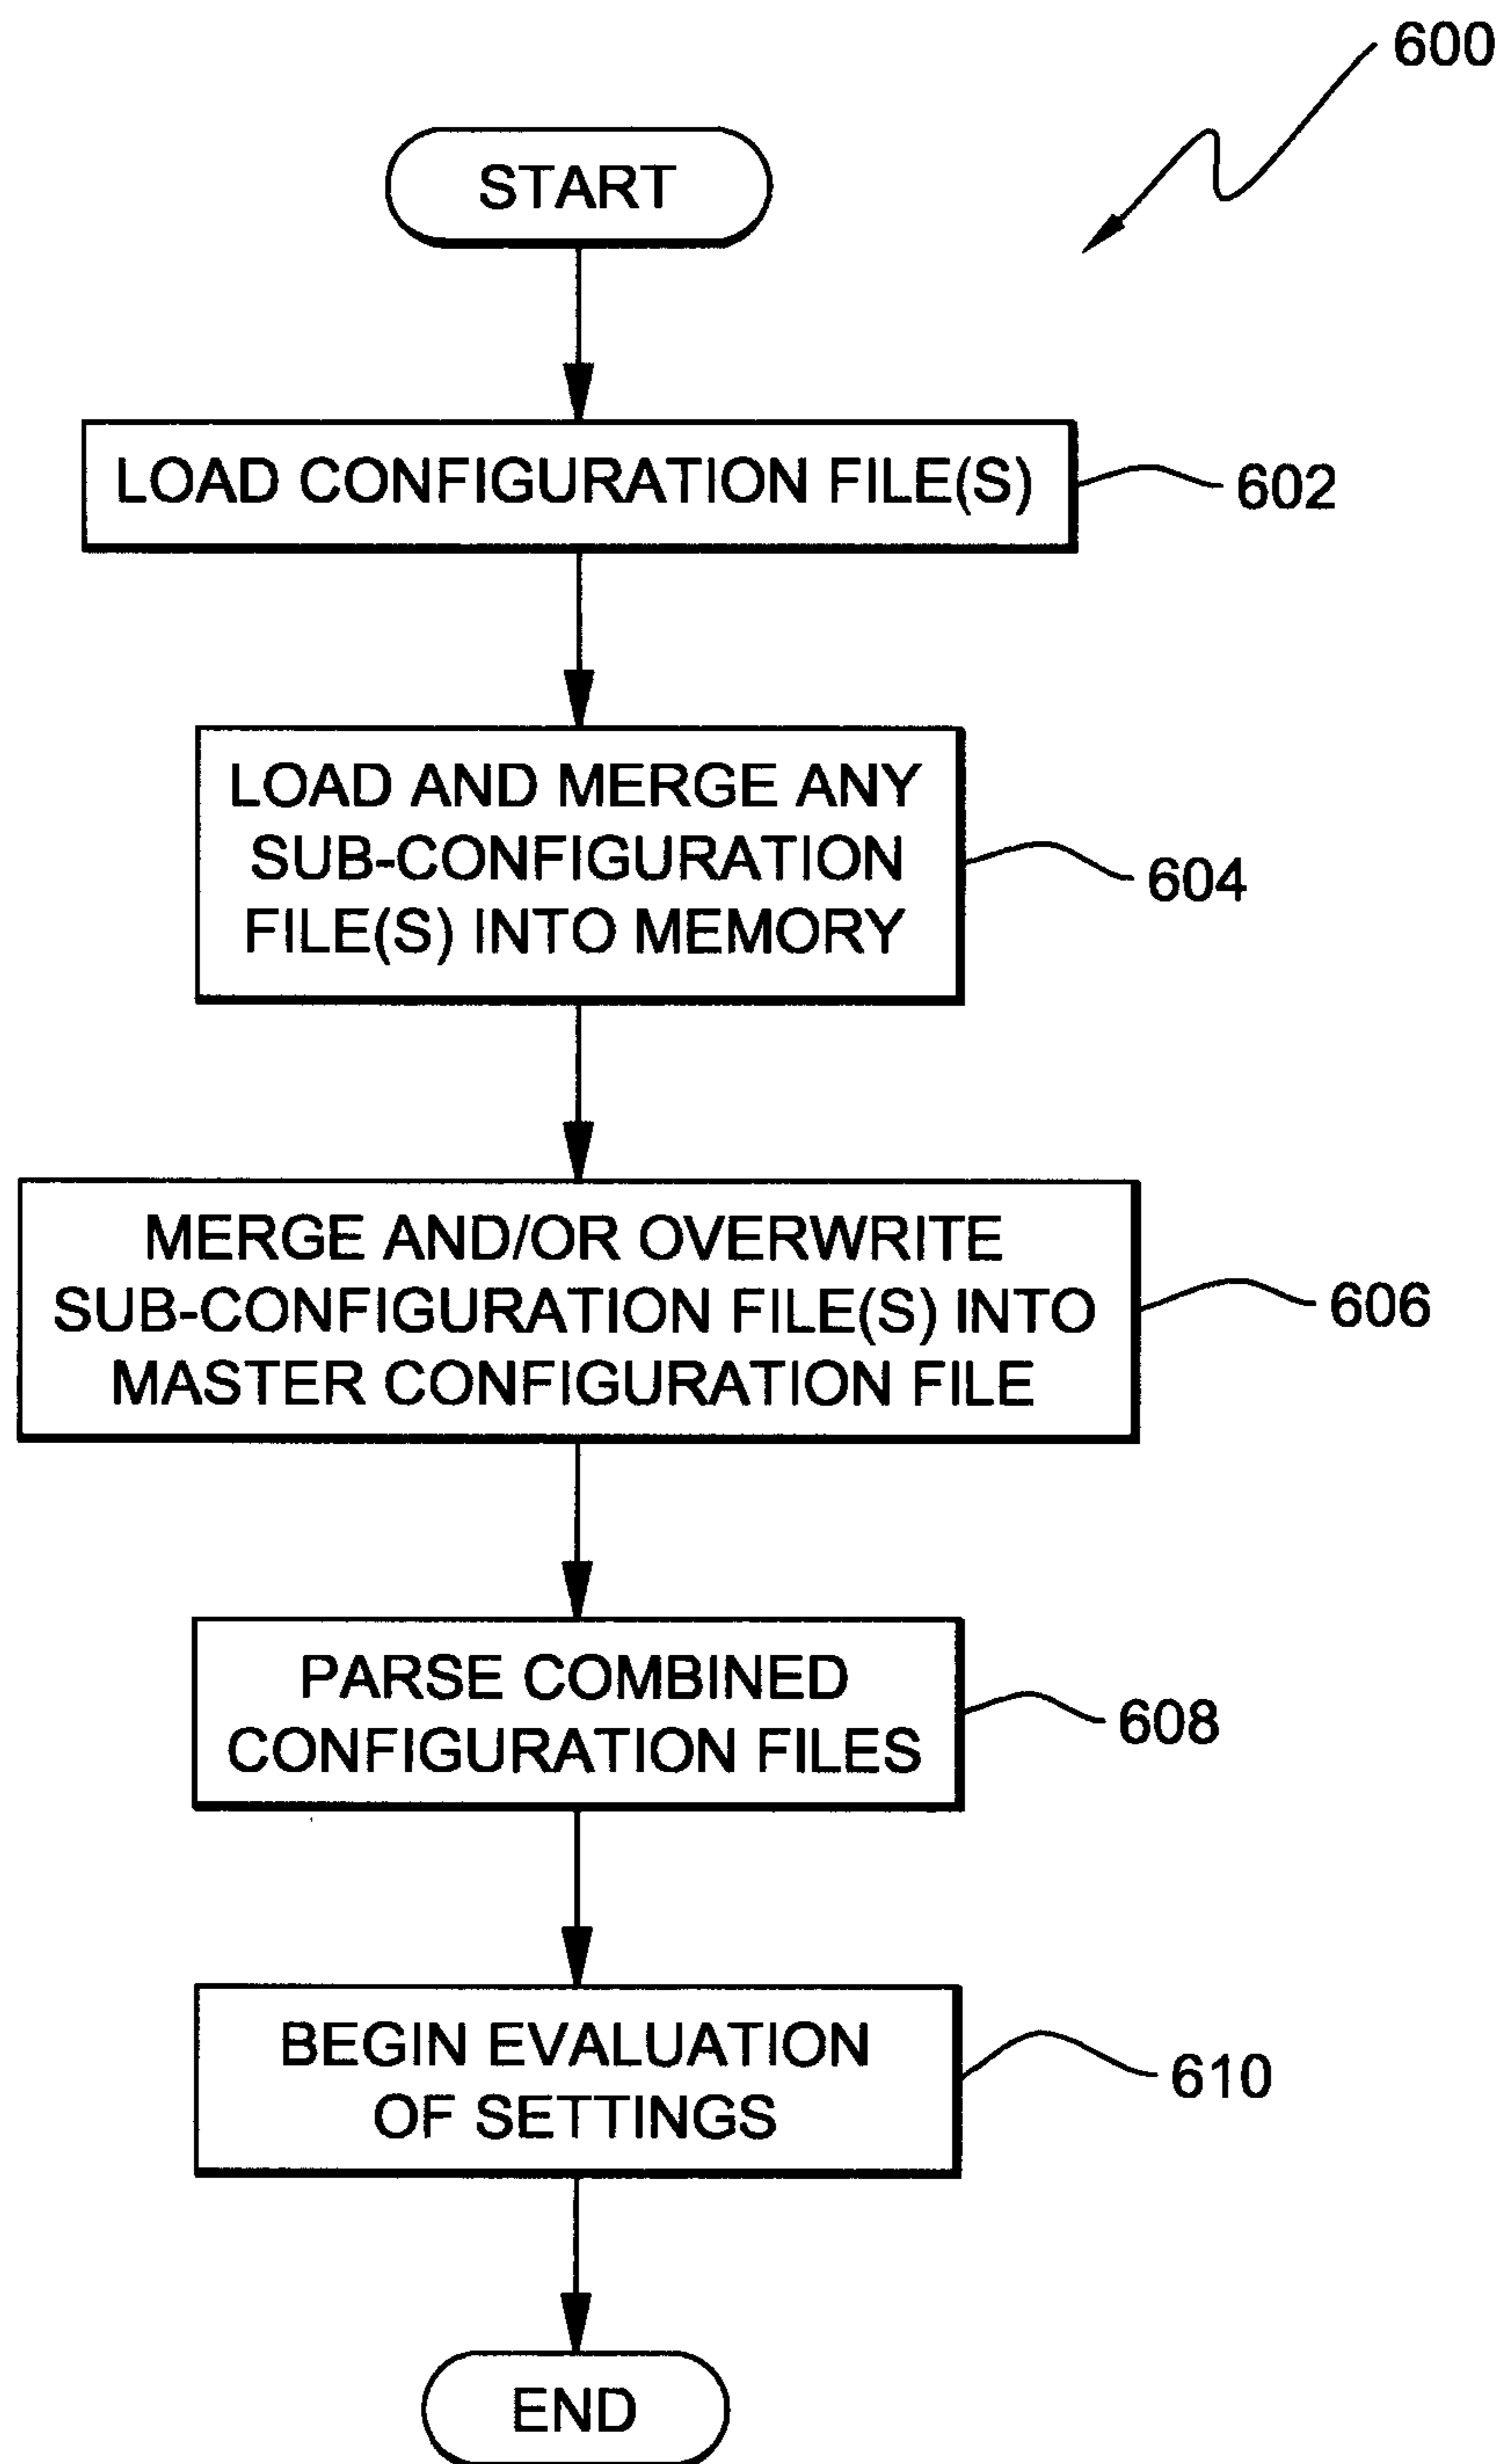 600
START
LOAD CONFIGURATION FILE(S)
602
LOAD AND MERGE ANY
SUB-CONFIGURATION
FILE(S) INTO MEMORY
604
MERGE AND/OR OVERWRITE
SUB-CONFIGURATION FILE(S) INTO
MASTER CONFIGURATION FILE
606
PARSE COMBINED
CONFIGURATION FILES
608
BEGIN EVALUATION
OF SETTINGS
610
END